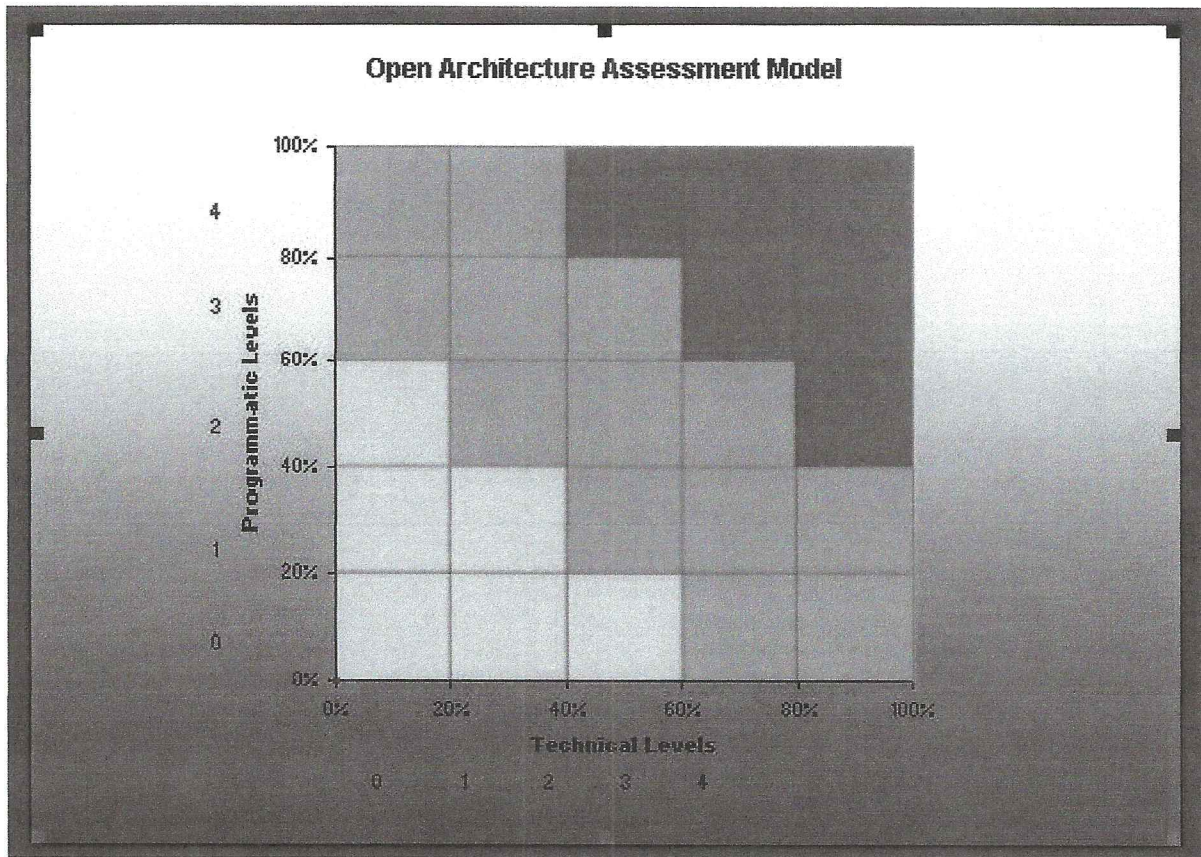 Open Architecture Assessment Model
100%
4
80%
3
Programmatic Levels
60%
2
40%
1
20%
0
0%
0% 20% 40% 60% 80% 100%
Technical Levels
0 1 2 3 4